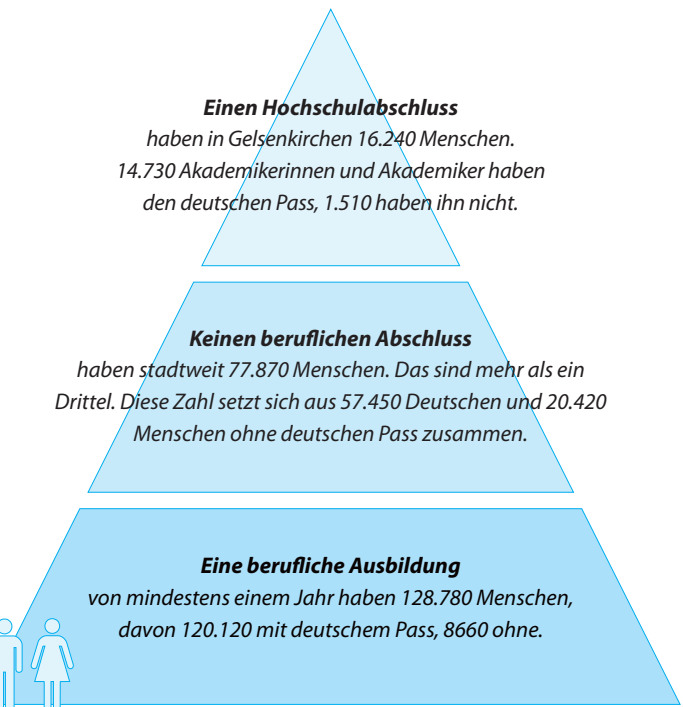 Einen Hochschulabschluss
haben in Gelsenkirchen 16.240 Menschen.
14.730 Akademikerinnen und Akademiker haben
den deutschen Pass, 1.510 haben ihn nicht.
Keinen beruflichen Abschluss
haben stadtweit 77.870 Menschen. Das sind mehr als ein
Drittel. Diese Zahl setzt sich aus 57.450 Deutschen und 20.420
Menschen ohne deutschen Pass zusammen.
Eine berufliche Ausbildung
von mindestens einem Jahr haben 128.780 Menschen,
davon 120.120 mit deutschem Pass, 8660 ohne.